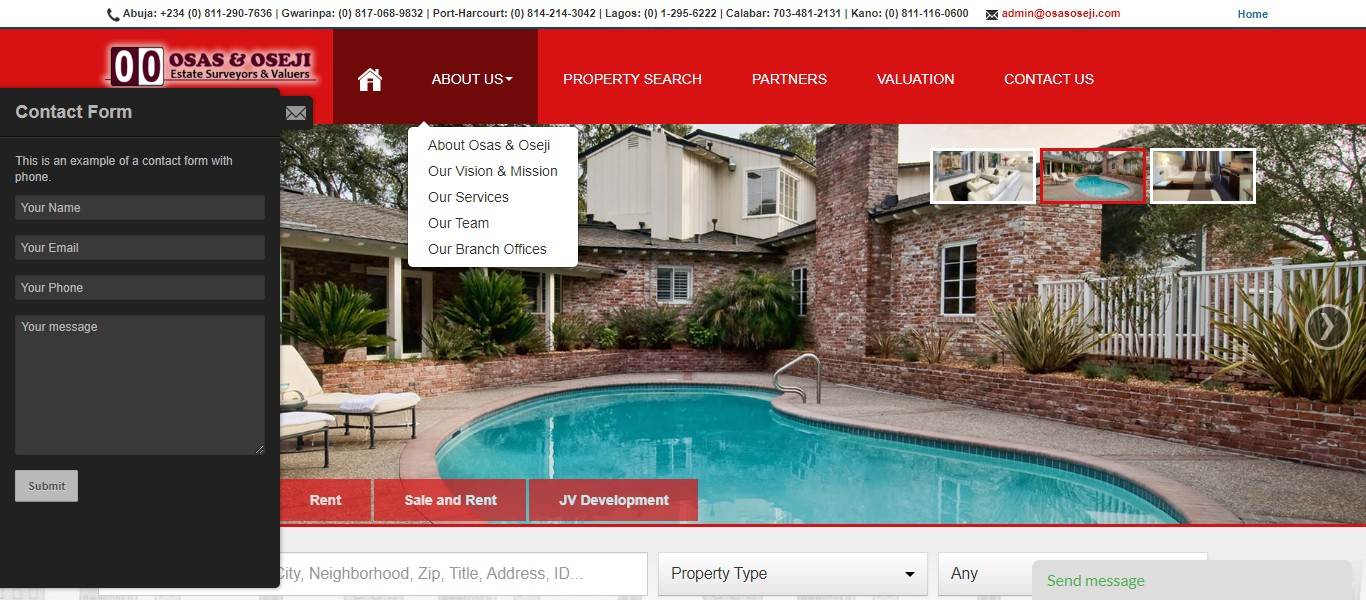 Abuja: +234 (0) 811-290-7636 | Gwarinpa: (0) 817-068-9832 | Port-Harcourt: (0) 814-214-3042 | Lagos: (0) 1-295-6222 | Calabar: 703-481-2131 | Kano: (0) 811-116-0600 admin@osasoseji.com Home
OO OSAS & OSEJI
Estate Surveyors & Valuers
ABOUT US PROPERTY SEARCH PARTNERS VALUATION CONTACT US
About Osas & Oseji
Our Vision & Mission
Our Services
Our Team
Our Branch Offices
Contact Form
This is an example of a contact form with
phone.
Your Name
Your Email
Your Phone
Your message
Submit
Rent Sale and Rent JV Development
City, Neighborhood, Zip, Title, Address, ID... Property Type Any
Send message